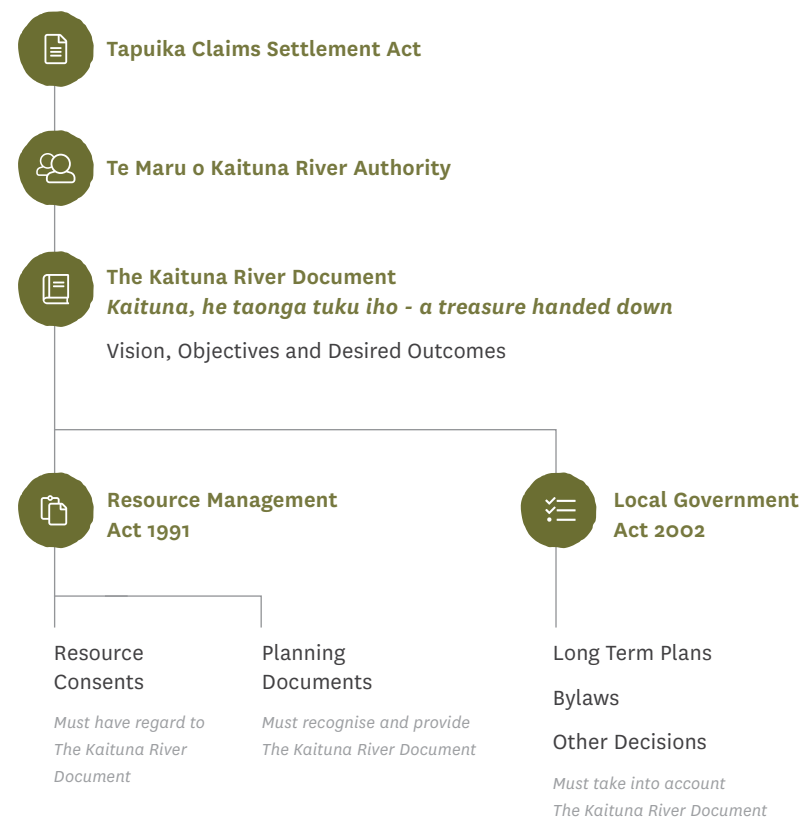 Tapuika Claims Settlement Act
Te Maru o Kaituna River Authority
The Kaituna River Document
Kaituna, he taonga tuku iho - a treasure handed down
Vision, Objectives and Desired Outcomes
Resource Management
Act 1991
Local Government
Act 2002
Resource
Consents
Must have regard to
The Kaituna River
Document
Planning
Documents
Must recognise and provide
The Kaituna River Document
Long Term Plans
Bylaws
Other Decisions
Must take into account
The Kaituna River Document